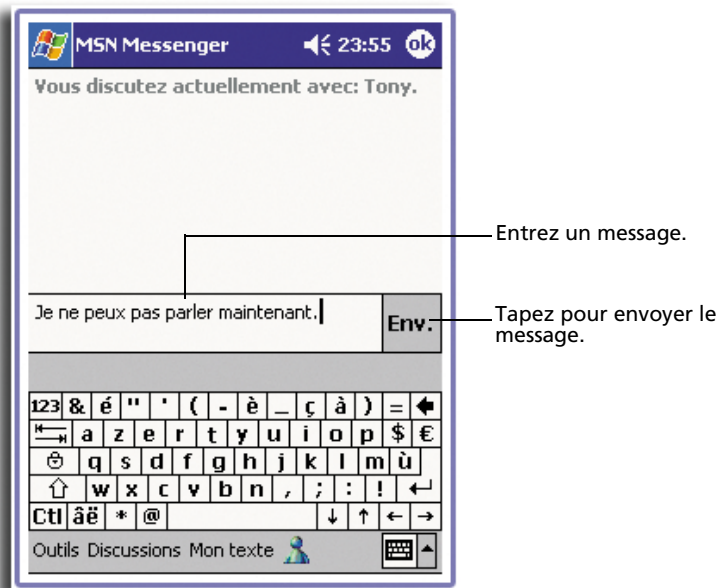 MSN Messenger 23:55 ok
Vous discutez actuellement avec: Tony.
Entrez un message.
Je ne peux pas parler maintenant.
Env.
Tapez pour envoyer le
message.
123 & é " ' ( - è _ ç à ) =
a z e r t y u i o p $ €
q s d f g h j k l m ù
w x c v b n , ; : !
Ctl âë * @ ↓ ↑ ← →
Outils Discussions Mon texte